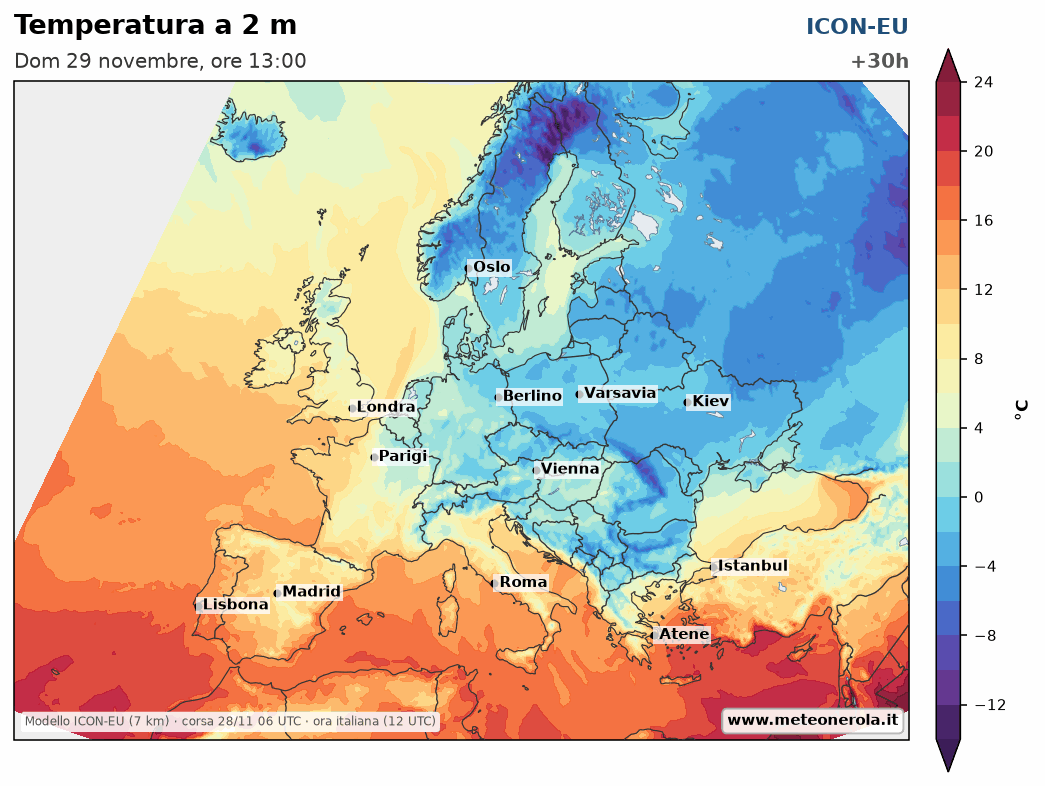 Temperatura a 2 m
ICON-EU
Dom 29 novembre, ore 13:00
+30h
24
20
16
12
8
4
0
−4
−8
−12
°C
Oslo
Berlino
Varsavia
Kiev
Londra
Parigi
Vienna
Istanbul
Roma
Madrid
Lisbona
Atene
Modello ICON-EU (7 km) · corsa 28/11 06 UTC · ora italiana (12 UTC)
www.meteonerola.it